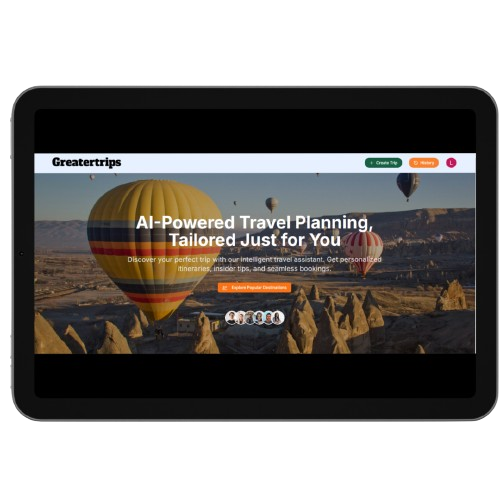 Greatertrips
+ Create Trip
History
L
AI-Powered Travel Planning,
Tailored Just for You
Discover your perfect trip with our intelligent travel assistant. Get personalized
itineraries, insider tips, and seamless bookings.
Explore Popular Destinations